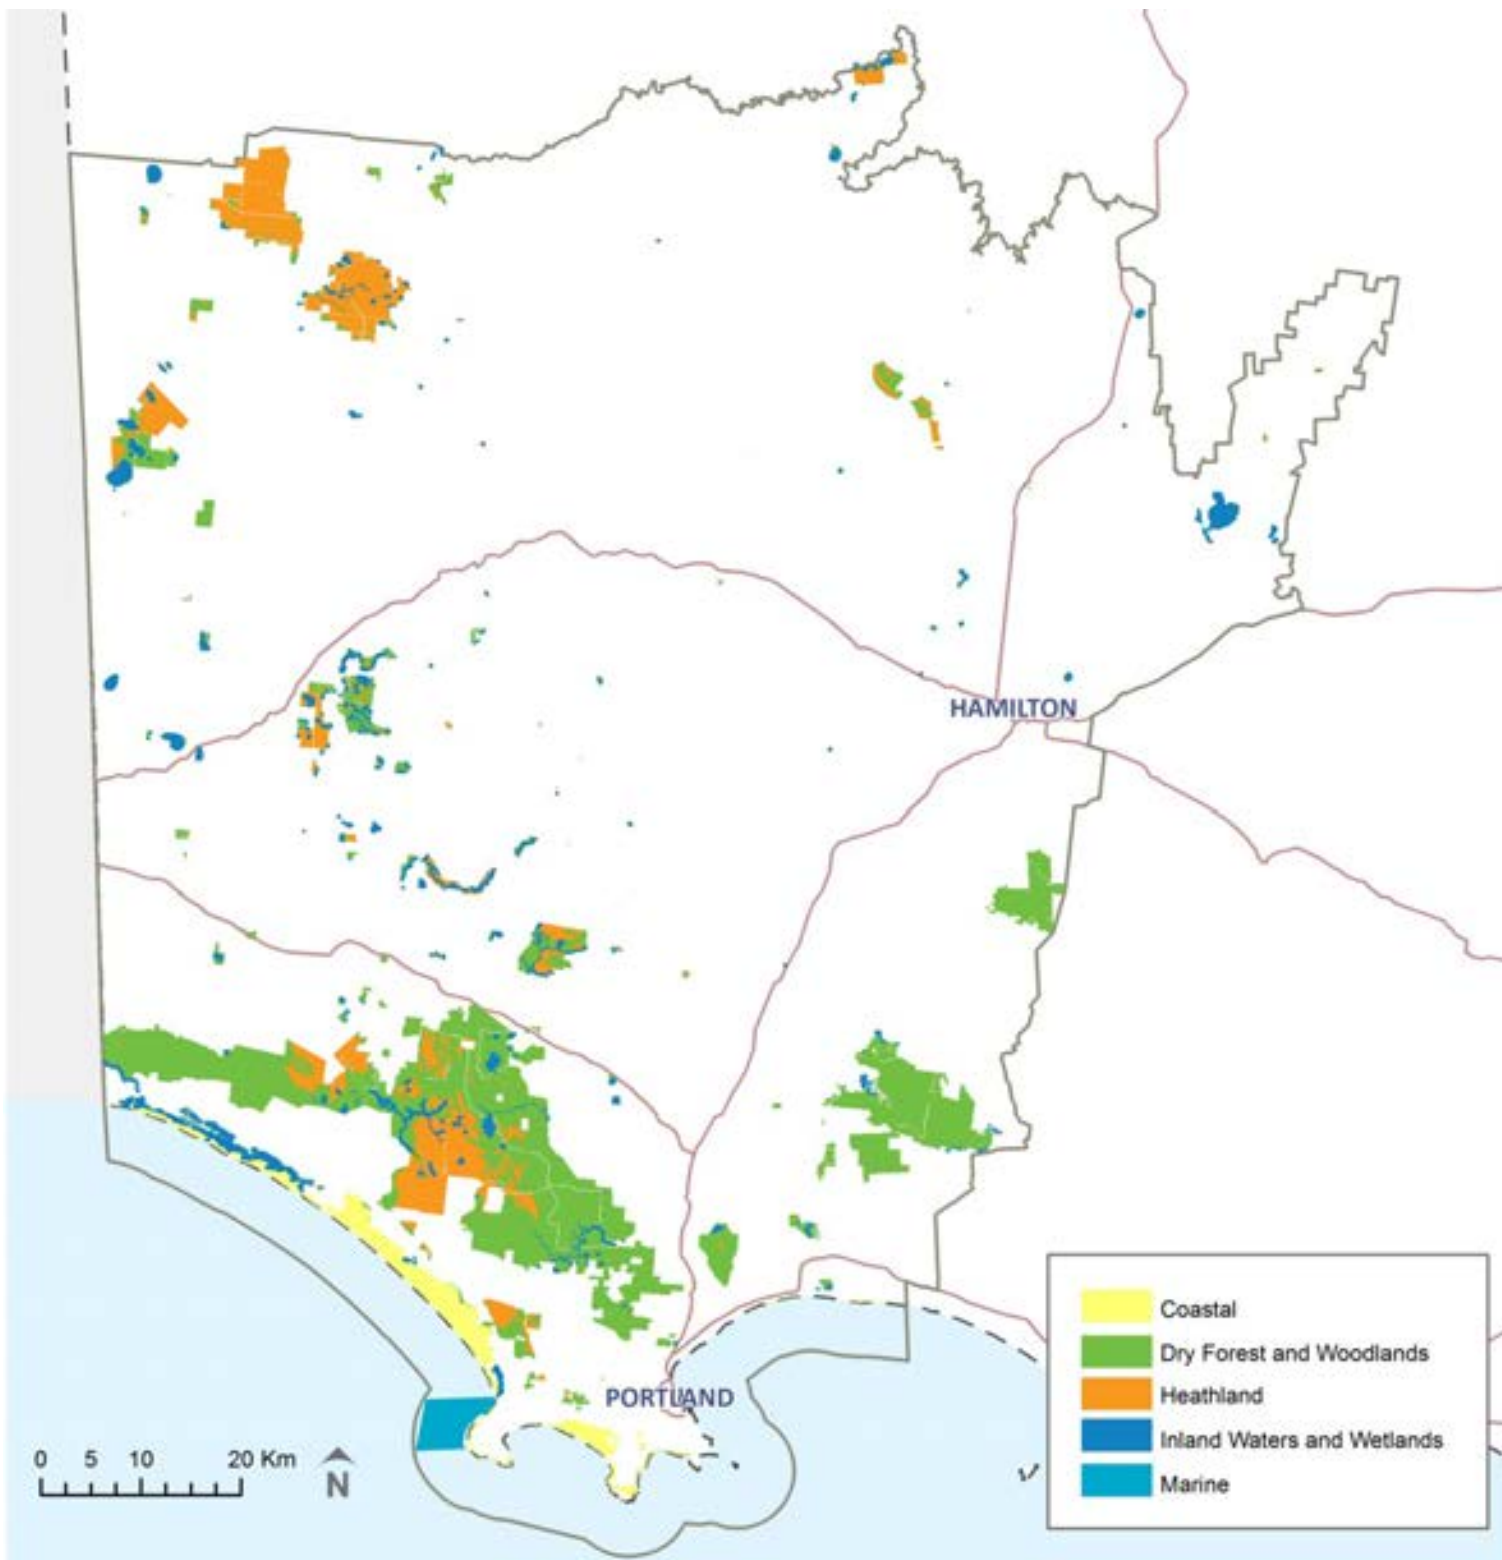 HAMILTON
PORTLAND
Coastal
Dry Forest and Woodlands
Heathland
Inland Waters and Wetlands
Marine
0 5 10 20 Km
N